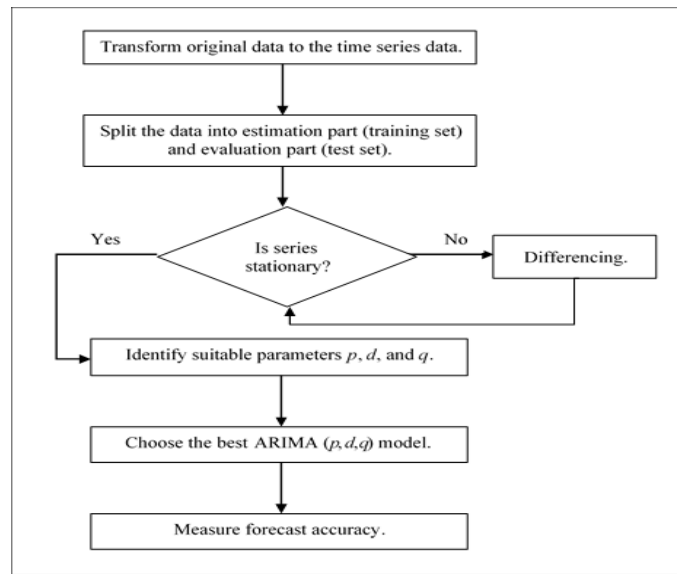 Transform original data to the time series data.
Split the data into estimation part (training set)
and evaluation part (test set).
Yes
Is series
stationary?
No
Differencing.
Identify suitable parameters p, d, and q.
Choose the best ARIMA (p,d,q) model.
Measure forecast accuracy.